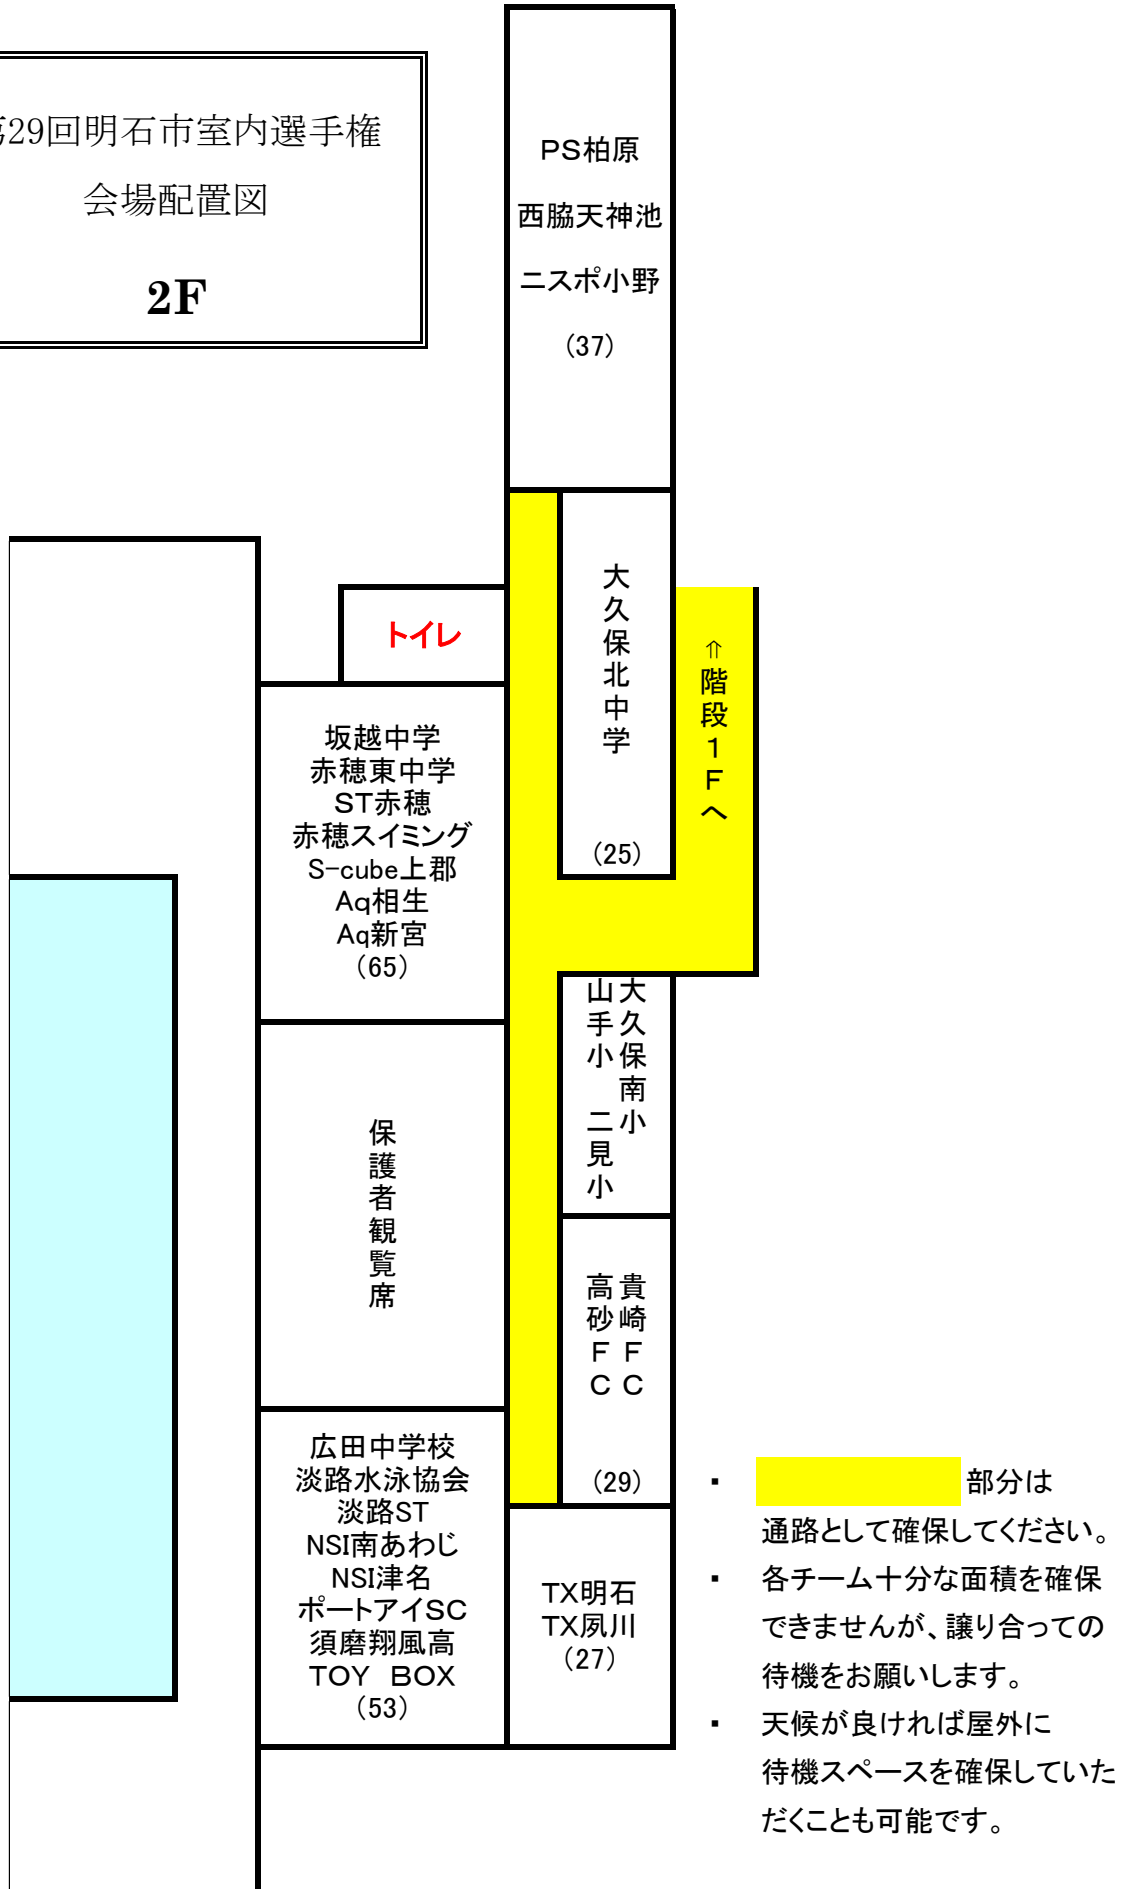 第29回明石市室内選手権
会場配置図
2F
PS柏原
西脇天神池
ニスポ小野
(37)
大久保北中学
(25)
⇑階段1Fへ
トイレ
坂越中学
赤穂東中学
ST赤穂
赤穂スイミング
S-cube上郡
Aq相生
Aq新宮
(65)
大久保南小
山手小 二見小
保護者観覧席
貴崎FC
高砂FC
(29)
広田中学校
淡路水泳協会
淡路ST
NSI南あわじ
NSI津名
ポートアイSC
須磨翔風高
TOY BOX
(53)
TX明石
TX夙川
(27)
▪ 部分は
通路として確保してください。
▪ 各チーム十分な面積を確保
できませんが、譲り合っての
待機をお願いします。
▪ 天候が良ければ屋外に
待機スペースを確保していた
だくことも可能です。